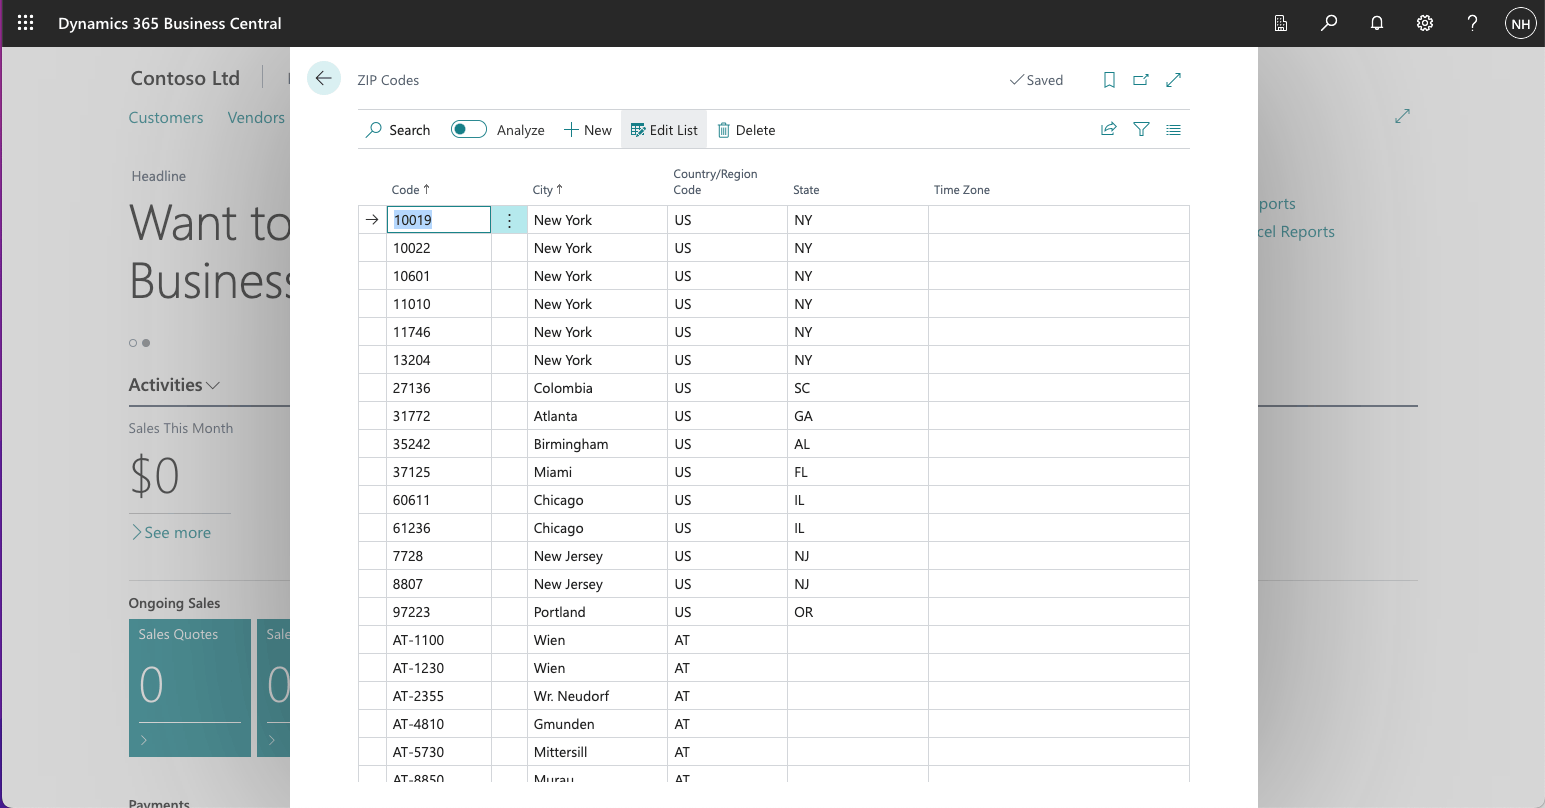 Dynamics 365 Business Central
NH
Contoso Ltd
Customers Vendors
Headline
Want to
Business
Activities
Sales This Month
$0
See more
Ongoing Sales
Sales Quotes
0
Sale
0
Payments
ZIP Codes
Saved
Search Analyze New Edit List Delete
Code ↑ City ↑ Country/Region Code State Time Zone
10019 New York US NY
10022 New York US NY
10601 New York US NY
11010 New York US NY
11746 New York US NY
13204 New York US NY
27136 Colombia US SC
31772 Atlanta US GA
35242 Birmingham US AL
37125 Miami US FL
60611 Chicago US IL
61236 Chicago US IL
7728 New Jersey US NJ
8807 New Jersey US NJ
97223 Portland US OR
AT-1100 Wien AT
AT-1230 Wien AT
AT-2355 Wr. Neudorf AT
AT-4810 Gmunden AT
AT-5730 Mittersill AT
AT-8850 Murau AT
ports
cel Reports